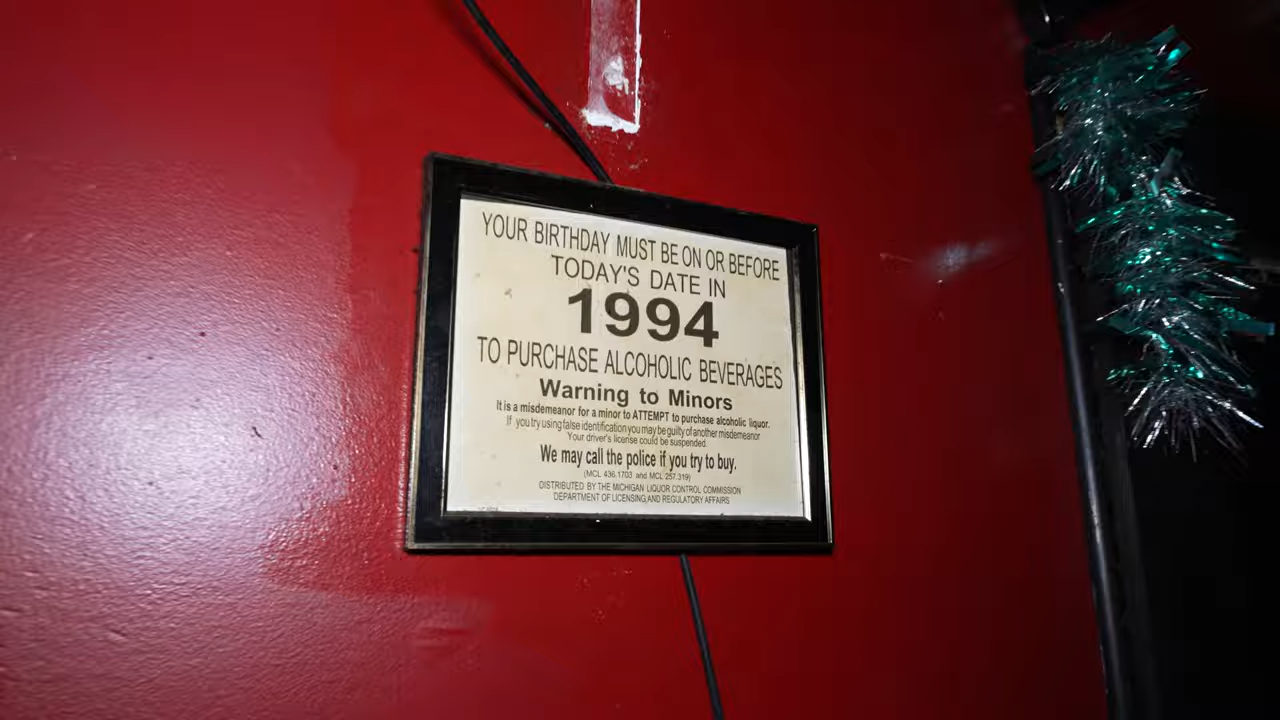 YOUR BIRTHDAY MUST BE ON OR BEFORE
TODAY'S DATE IN
1994
TO PURCHASE ALCOHOLIC BEVERAGES
Warning to Minors
It is a misdemeanor for a minor to ATTEMPT to purchase alcoholic liquor.
If you try using false identification you may be guilty of another misdemeanor
Your driver's license could be suspended.
We may call the police if you try to buy.
(MCL 436.1703 and MCL 257.319)
DISTRIBUTED BY THE MICHIGAN LIQUOR CONTROL COMMISSION
DEPARTMENT OF LICENSING AND REGULATORY AFFAIRS